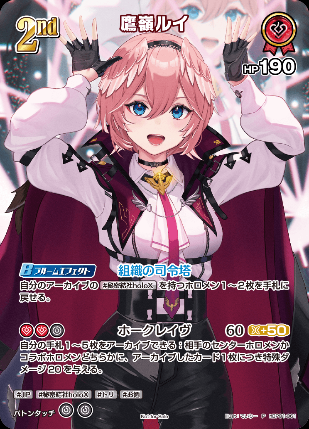 2nd
鷹嶺ルイ
HP190
Bブルームエフェクト 組織の司令塔
自分のアーカイブの#秘密結社holoXを持つホロメン1～2枚を手札に
戻せる。
ホークレイヴ 60 +50
自分の手札1～5枚をアーカイブできる：相手のセンターホロメンか
コラボホロメンどちらかに、アーカイブしたカード1枚につき特殊ダ
メージ20を与える。
#JP #秘密結社holoX #トリ #お酒
バトンタッチ